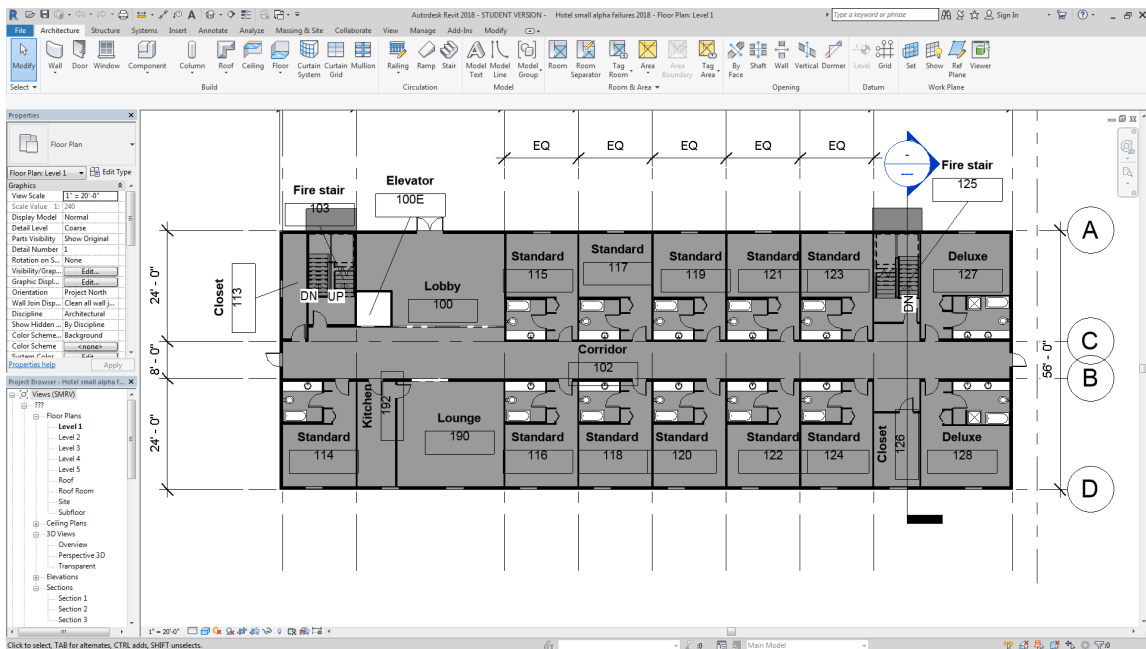 Autodesk Revit 2018 - STUDENT VERSION - Hotel small alpha failures 2018 - Floor Plan: Level 1
Type a keyword or phrase
Sign In
File Architecture Structure Systems Insert Annotate Analyze Massing & Site Collaborate View Manage Add-Ins Modify
Modify Wall Door Window Component Column Roof Ceiling Floor Curtain System Curtain Grid Mullion Railing Ramp Stair Model Text Model Line Model Group Room Room Separator Tag Room Area Area Boundary Tag Area By Face Shaft Wall Vertical Dormer Level Grid Set Show Ref Plane Viewer
Select Build Circulation Model Room & Area Opening Datum Work Plane
Properties
Floor Plan
Floor Plan: Level 1 Edit Type
Graphics
View Scale 1" = 20'-0"
Scale Value 1: 240
Display Model Normal
Detail Level Coarse
Parts Visibility Show Original
Detail Number 1
Rotation on S... None
Visibility/Grap... Edit...
Graphic Displ... Edit...
Orientation Project North
Wall Join Disp... Clean all wall j...
Discipline Architectural
Show Hidden ... By Discipline
Color Scheme... Background
Color Scheme <none>
System Color Edit
Properties help Apply
Project Browser - Hotel small alpha f...
Views (SMRV)
???
Floor Plans
Level 1
Level 2
Level 3
Level 4
Level 5
Roof
Roof Room
Site
Subfloor
Ceiling Plans
3D Views
Overview
Perspective 3D
Transparent
Elevations
Sections
Section 1
Section 2
Section 3
EQ EQ EQ EQ EQ
Fire stair
103
Elevator
100E
Fire stair
125
A
C
B
D
24' - 0"
8' - 0"
24' - 0"
56' - 0"
Closet
113
DN UP
Lobby
100
Standard
115
Standard
117
Standard
119
Standard
121
Standard
123
DN
Deluxe
127
Corridor
102
Standard
114
Kitchen
192
Lounge
190
Standard
116
Standard
118
Standard
120
Standard
122
Standard
124
Closet
126
Deluxe
128
1" = 20'-0"
Click to select, TAB for alternates, CTRL adds, SHIFT unselects.
:0
Main Model
:0